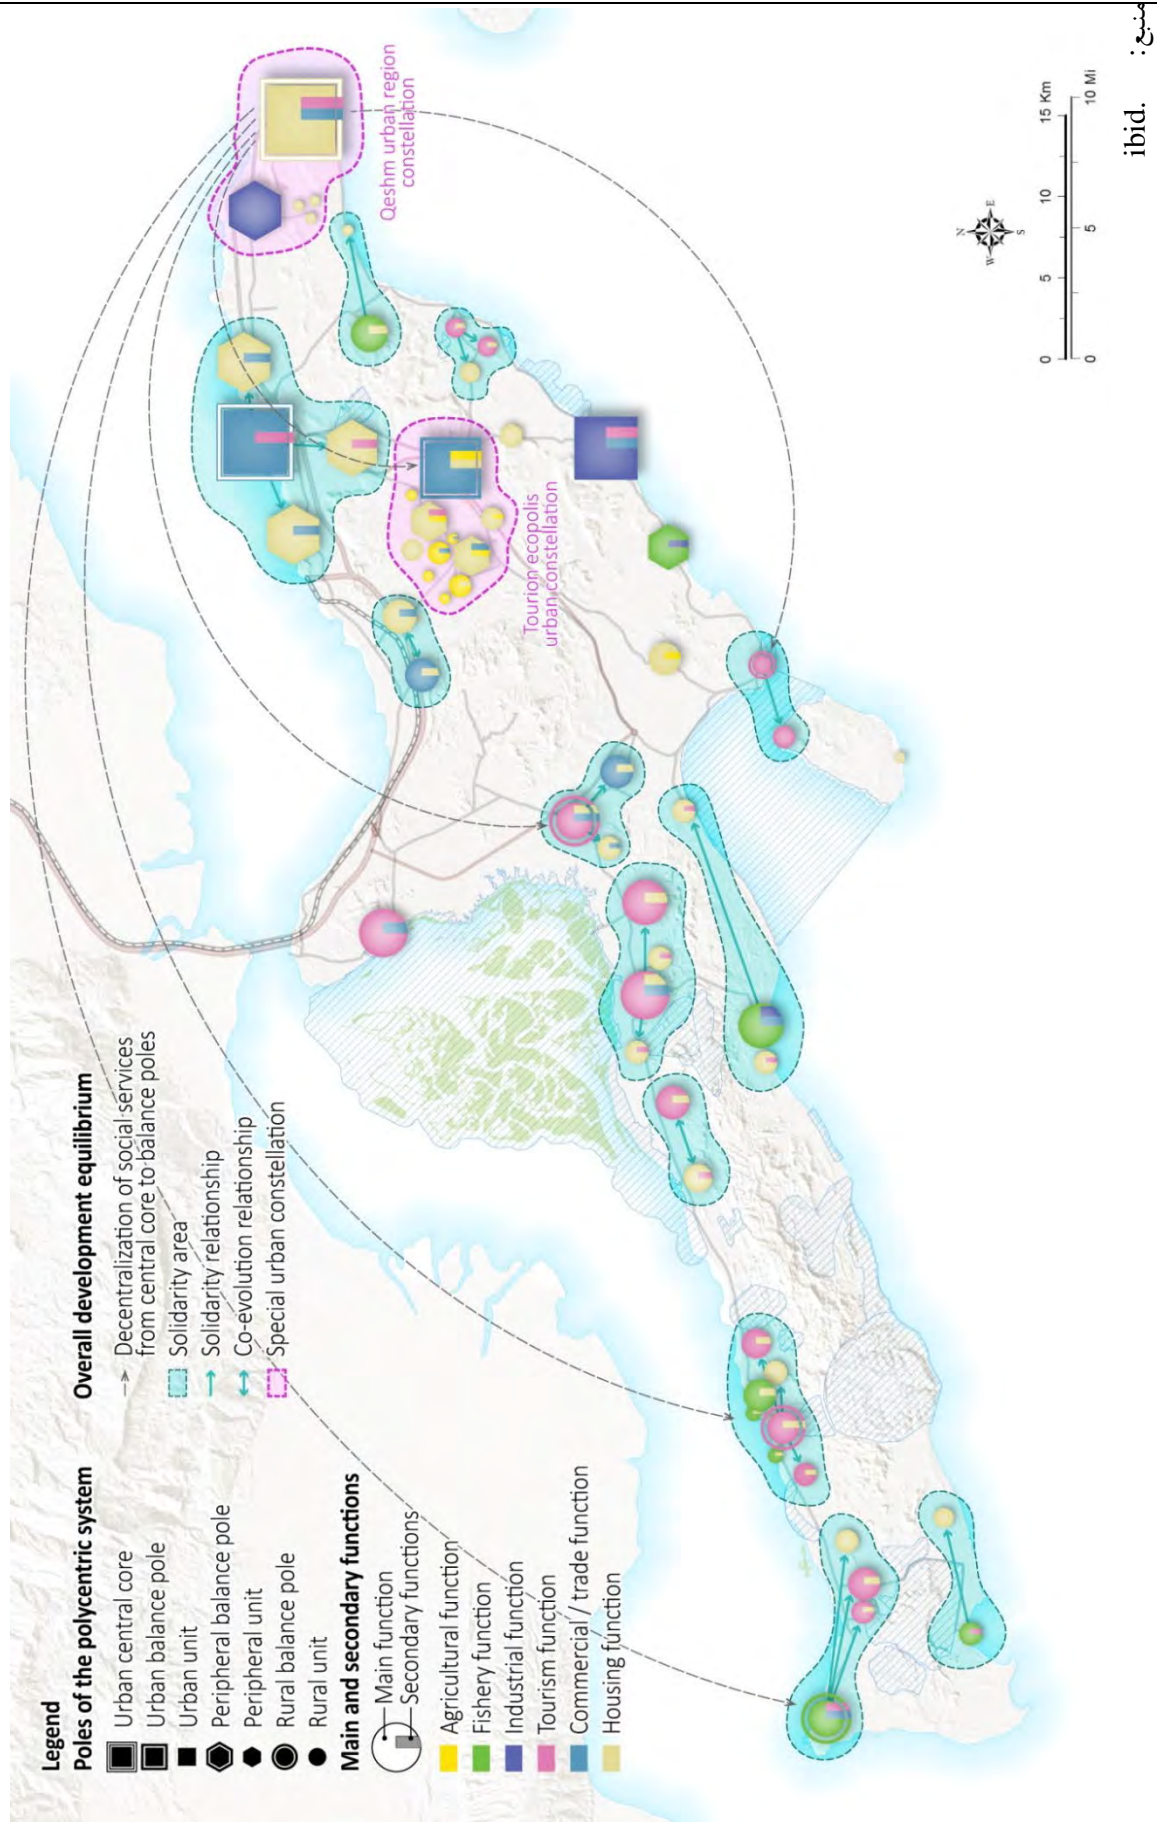 منبع:
ibid.
Legend
Poles of the polycentric system
Urban central core
Urban balance pole
Urban unit
Peripheral balance pole
Peripheral unit
Rural balance pole
Rural unit
Main and secondary functions
Main function
Secondary functions
Agricultural function
Fishery function
Industrial function
Tourism function
Commercial / trade function
Housing function
Overall development equilibrium
Decentralization of social services
from central core to balance poles
Solidarity area
Solidarity relationship
Co-evolution relationship
Special urban constellation
Qeshm urban region
constellation
Tourion ecopolis
urban constellation
N
E
S
W
0 5 10 15 Km
0 5 10 Mi